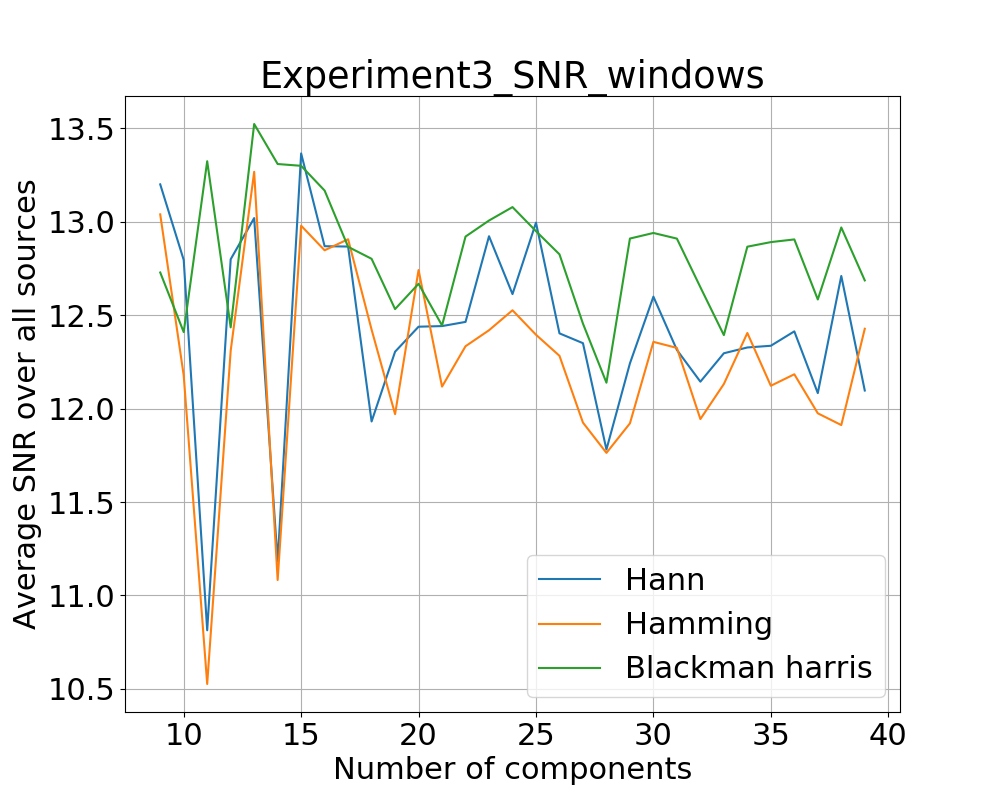 Experiment3_SNR_windows
Average SNR over all sources
13.5
13.0
12.5
12.0
11.5
11.0
10.5
Hann
Hamming
Blackman harris
10 15 20 25 30 35 40
Number of components